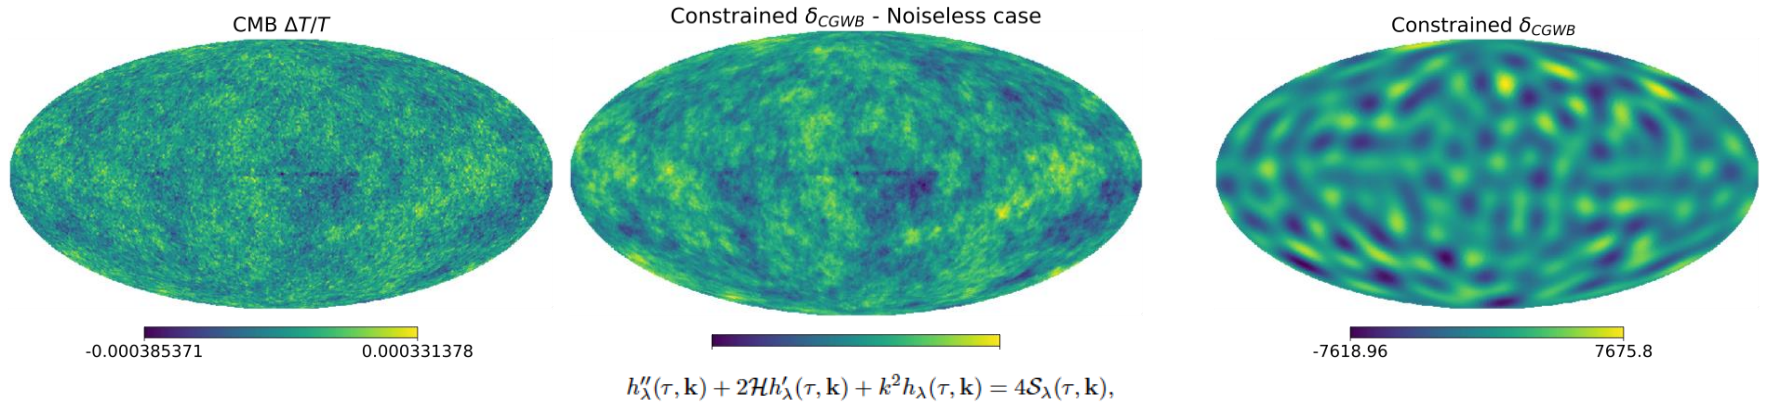 CMB ΔT/T
Constrained δ_CGWB - Noiseless case
Constrained δ_CGWB
-0.000385371 0.000331378
-7618.96 7675.8
h″_λ(τ, k) + 2ℋh′_λ(τ, k) + k²h_λ(τ, k) = 4𝒮_λ(τ, k),